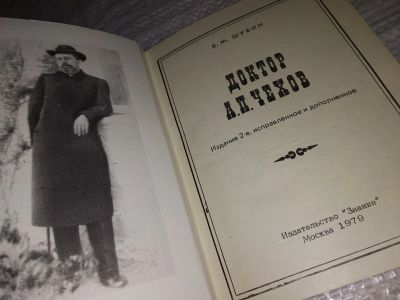 Б. М. ШУБИН
ДОКТОР
А.П. ЧЕХОВ
Издание 2-е, исправленное и дополненное
Издательство "Знание"
Москва 1979